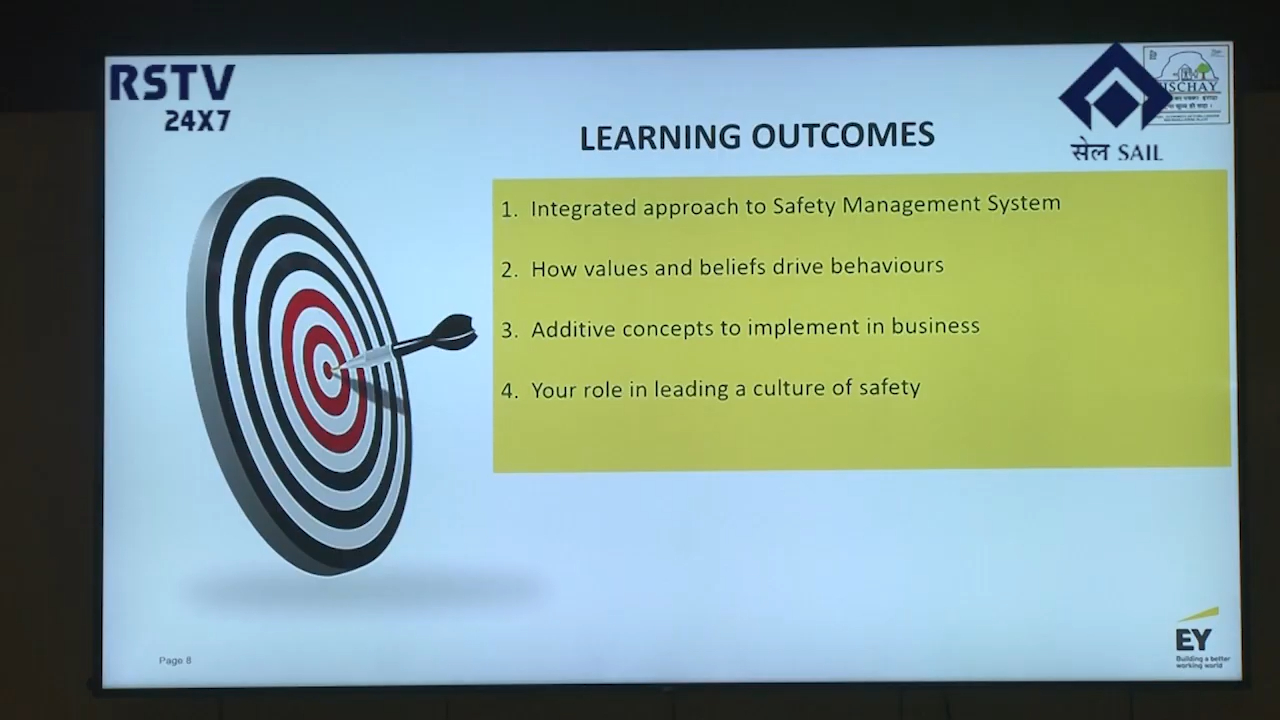 RSTV
24X7
LEARNING OUTCOMES
सेल SAIL
1. Integrated approach to Safety Management System
2. How values and beliefs drive behaviours
3. Additive concepts to implement in business
4. Your role in leading a culture of safety
Page 8
EY
Building a better
working world